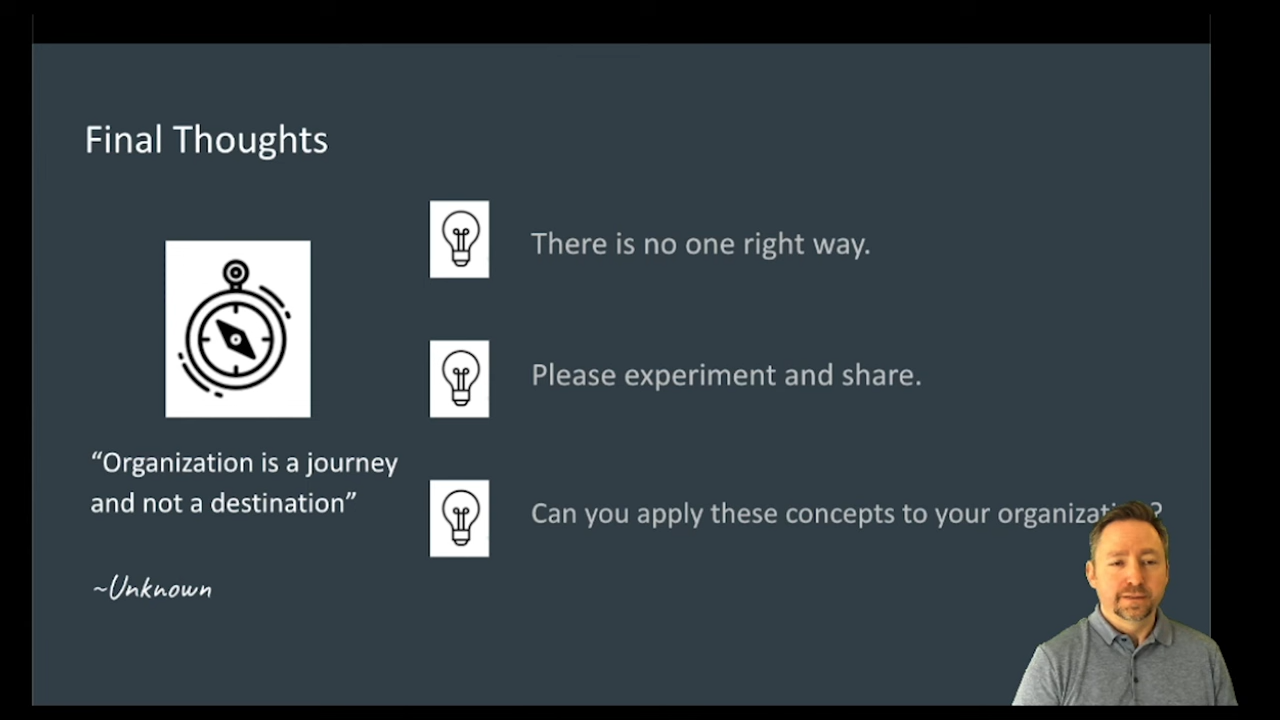 Final Thoughts
There is no one right way.
Please experiment and share.
"Organization is a journey
and not a destination"
Can you apply these concepts to your
~Unknown